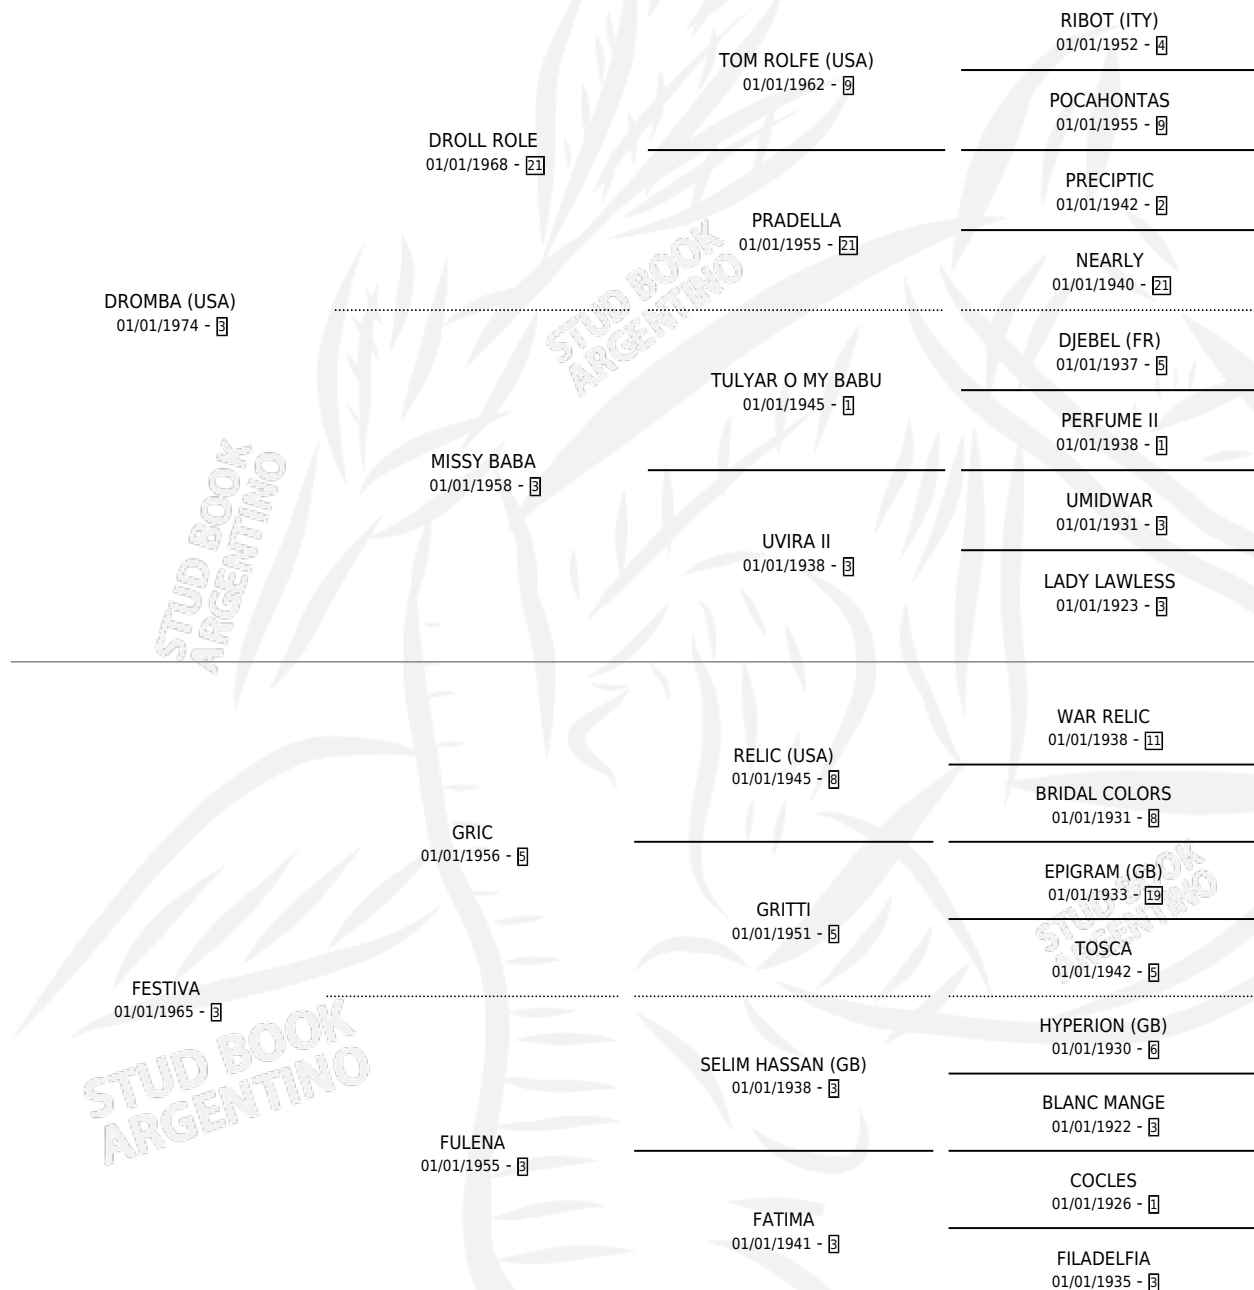 RIBOT (ITY)
01/01/1952 - 4
TOM ROLFE (USA)
01/01/1962 - 9
POCAHONTAS
01/01/1955 - 9
DROLL ROLE
01/01/1968 - 21
PRECIPTIC
01/01/1942 - 2
PRADELLA
01/01/1955 - 21
NEARLY
01/01/1940 - 21
DROMBA (USA)
01/01/1974 - 3
DJEBEL (FR)
01/01/1937 - 5
TULYAR O MY BABU
01/01/1945 - 1
PERFUME II
01/01/1938 - 1
MISSY BABA
01/01/1958 - 3
UMIDWAR
01/01/1931 - 3
UVIRA II
01/01/1938 - 3
LADY LAWLESS
01/01/1923 - 3
STUD BOOK
ARGENTINO
STUD BOOK
ARGENTINO
WAR RELIC
01/01/1938 - 11
RELIC (USA)
01/01/1945 - 8
BRIDAL COLORS
01/01/1931 - 8
GRIC
01/01/1956 - 5
EPIGRAM (GB)
01/01/1933 - 19
GRITTI
01/01/1951 - 5
TOSCA
01/01/1942 - 5
STUD BOOK
ARGENTINO
FESTIVA
01/01/1965 - 3
HYPERION (GB)
01/01/1930 - 6
SELIM HASSAN (GB)
01/01/1938 - 3
BLANC MANGE
01/01/1922 - 3
FULENA
01/01/1955 - 3
COCLES
01/01/1926 - 1
FATIMA
01/01/1941 - 3
FILADELFIA
01/01/1935 - 3
STUD BOOK
ARGENTINO